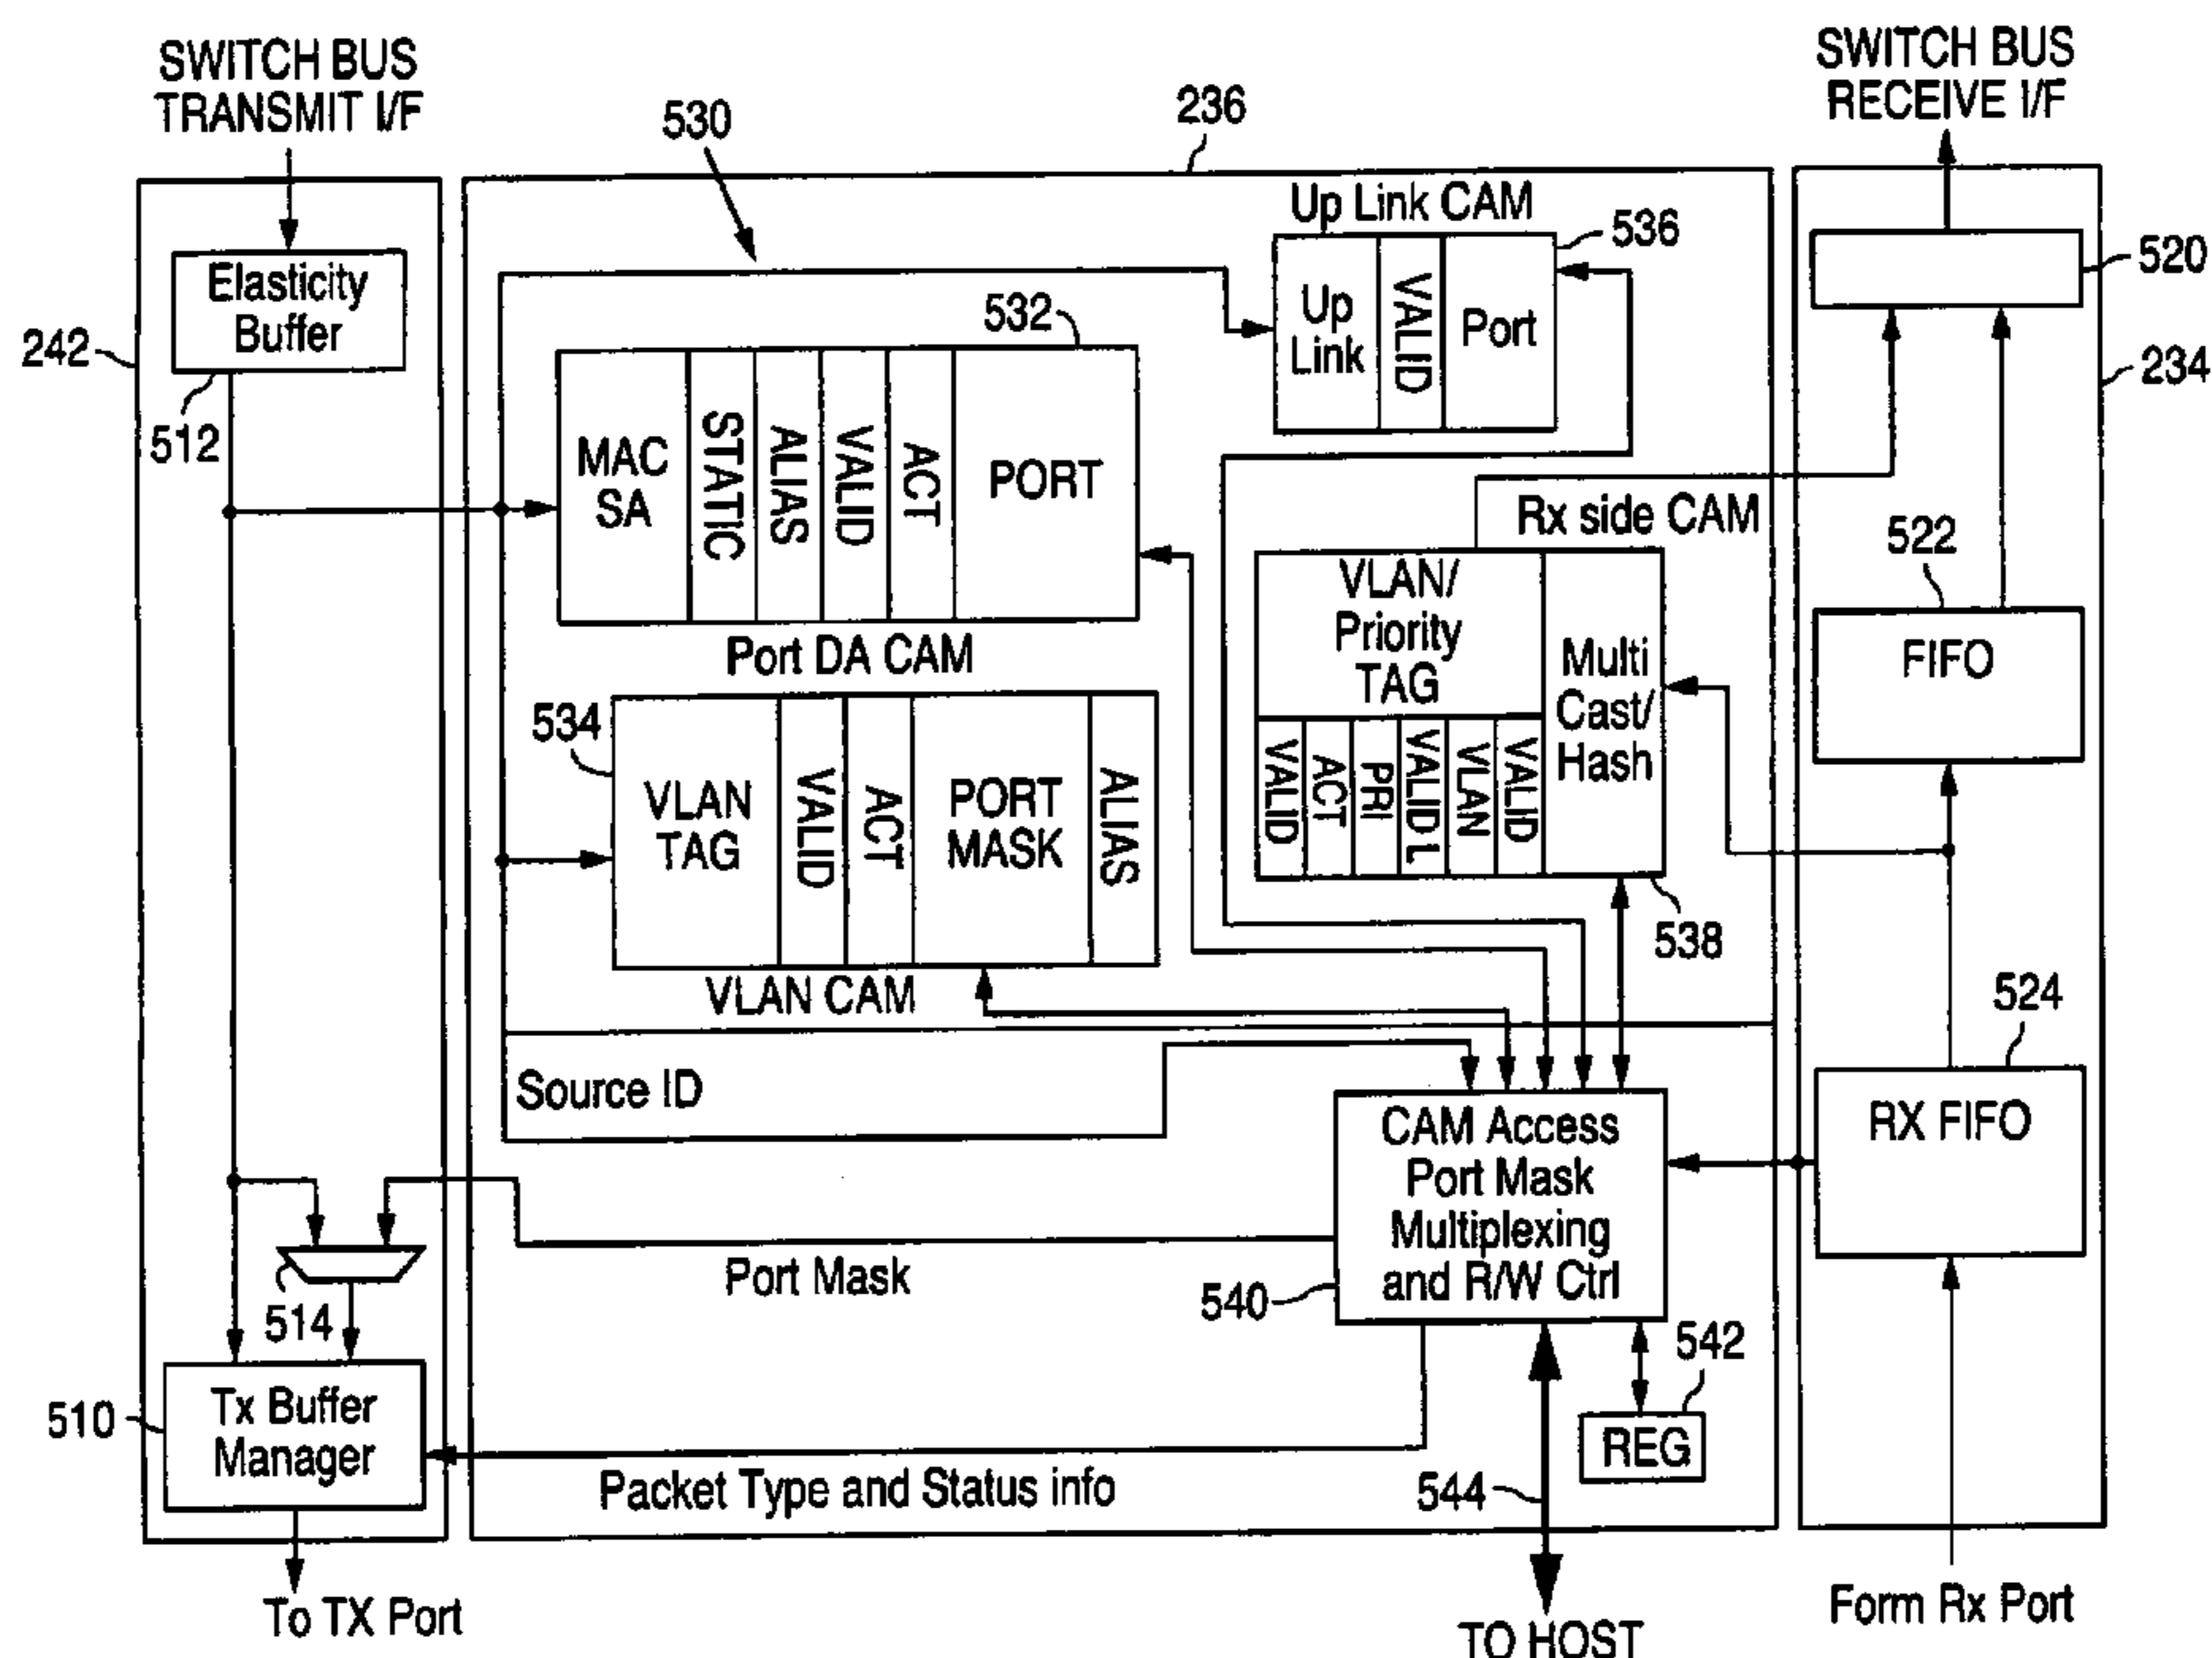 SWITCH BUS
TRANSMIT I/F
SWITCH BUS
RECEIVE I/F
530
236
Up Link CAM
536
520
Elasticity
Buffer
242
512
532
Up
Link
VALID
Port
234
MAC
SA
STATIC
ALIAS
VALID
ACT
PORT
Port DA CAM
Rx side CAM
522
FIFO
VLAN/
Priority
TAG
Multi
Cast/
Hash
VALID
ACT
PRI
VALID L
VLAN
VALID
538
534
VLAN
TAG
VALID
ACT
PORT
MASK
ALIAS
VLAN CAM
524
RX FIFO
Source ID
CAM Access
Port Mask
Multiplexing
and R/W Ctrl
540
Port Mask
514
542
REG
510
Tx Buffer
Manager
Packet Type and Status info
544
To TX Port
TO HOST
Form Rx Port